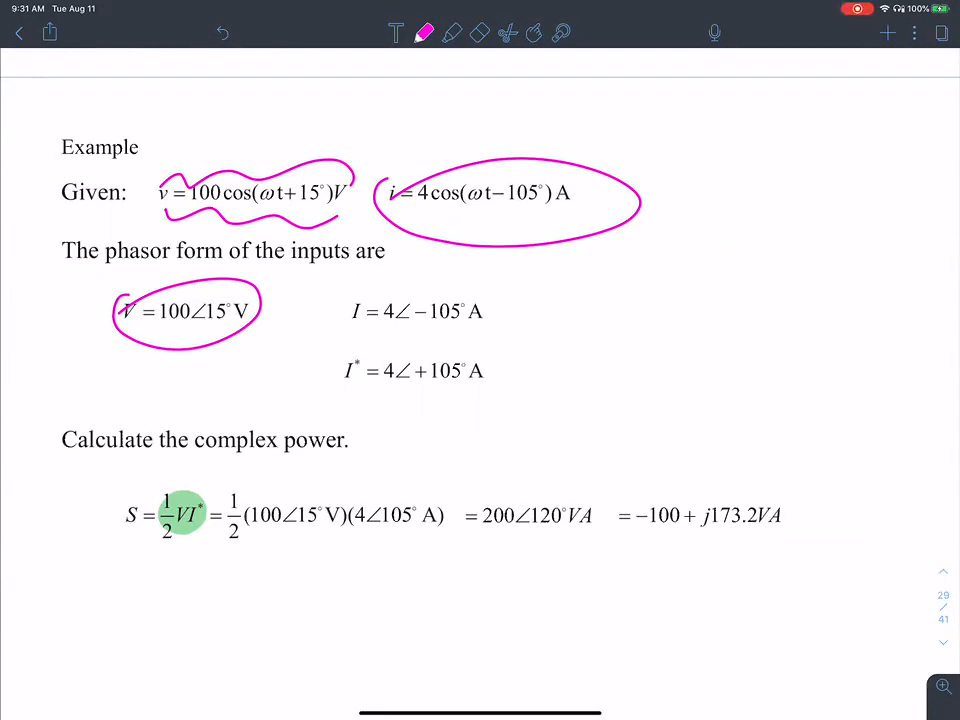 9:31 AM Tue Aug 11 100%
T
Example
Given: v = 100 cos(ω t + 15°)V i = 4 cos(ω t − 105°) A
The phasor form of the inputs are
V = 100∠15° V I = 4∠ − 105° A
I* = 4∠ + 105° A
Calculate the complex power.
S = 1/2 VI* = 1/2 (100∠15° V)(4∠105° A) = 200∠120° VA = −100 + j173.2VA
29
/
41